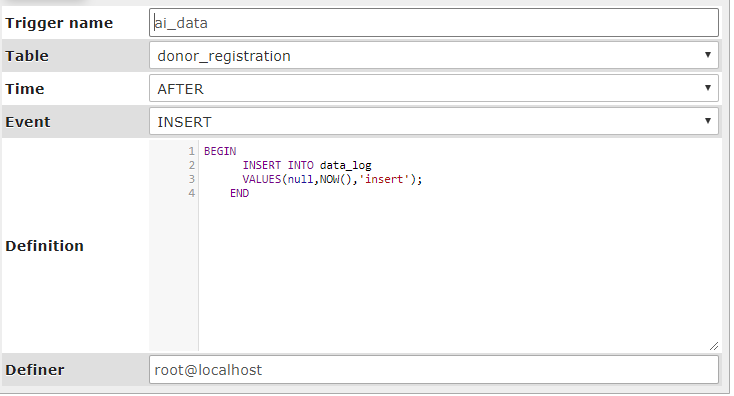 Trigger name ai_data
Table donor_registration
Time AFTER
Event INSERT
Definition
1 BEGIN
2 INSERT INTO data_log
3 VALUES(null,NOW(),'insert');
4 END
Definer root@localhost